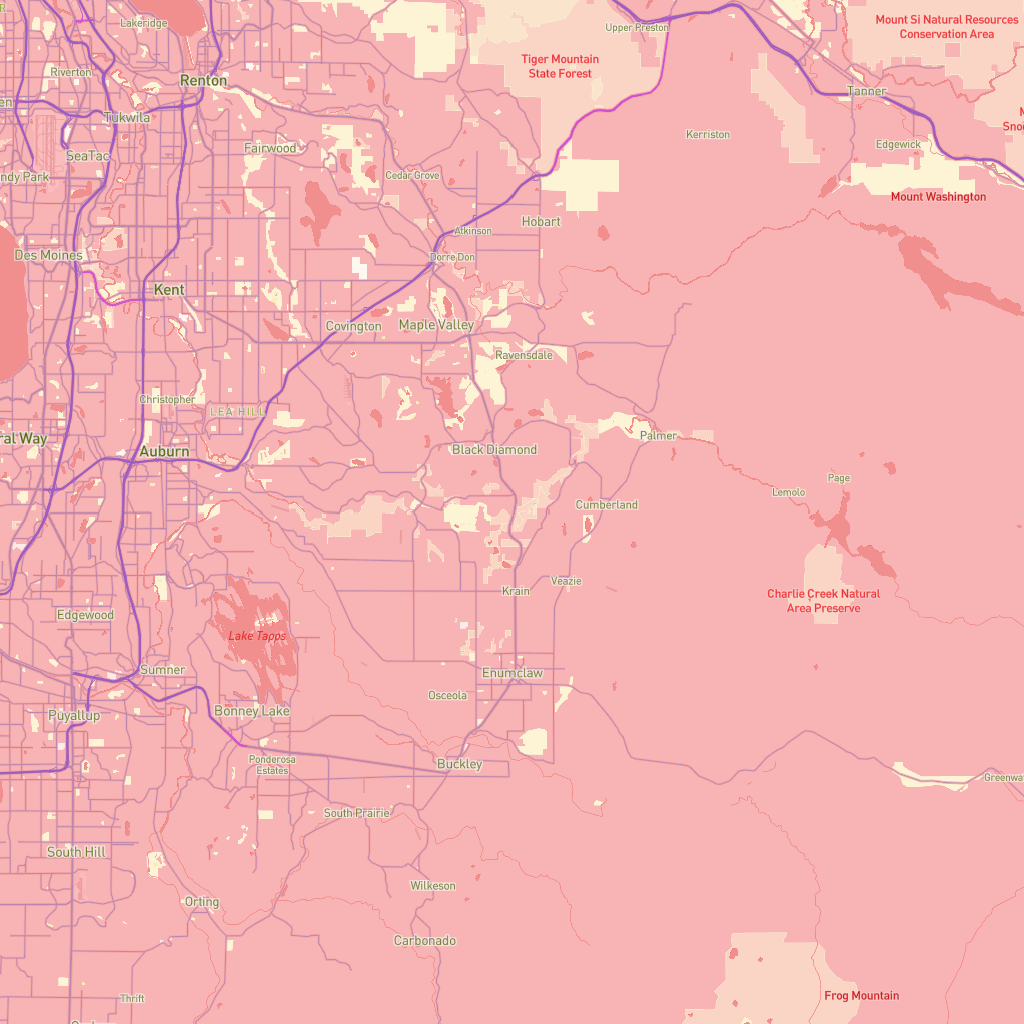 Lakeridge
Upper Preston
Mount Si Natural Resources
Conservation Area
Tiger Mountain
State Forest
Riverton
Renton
Tanner
Tukwila
Kerriston
Edgewick
SeaTac
Fairwood
Cedar Grove
Mount Washington
Hobart
Atkinson
Des Moines
Dorre Don
Kent
Covington
Maple Valley
Ravensdale
Christopher
LEA HILL
Palmer
Auburn
Black Diamond
Page
Lemolo
Cumberland
Veazie
Krain
Charlie Creek Natural
Area Preserve
Edgewood
Lake Tapps
Sumner
Enumclaw
Osceola
Bonney Lake
Puyallup
Ponderosa
Estates
Buckley
South Prairie
South Hill
Wilkeson
Orting
Carbonado
Frog Mountain
Thrift